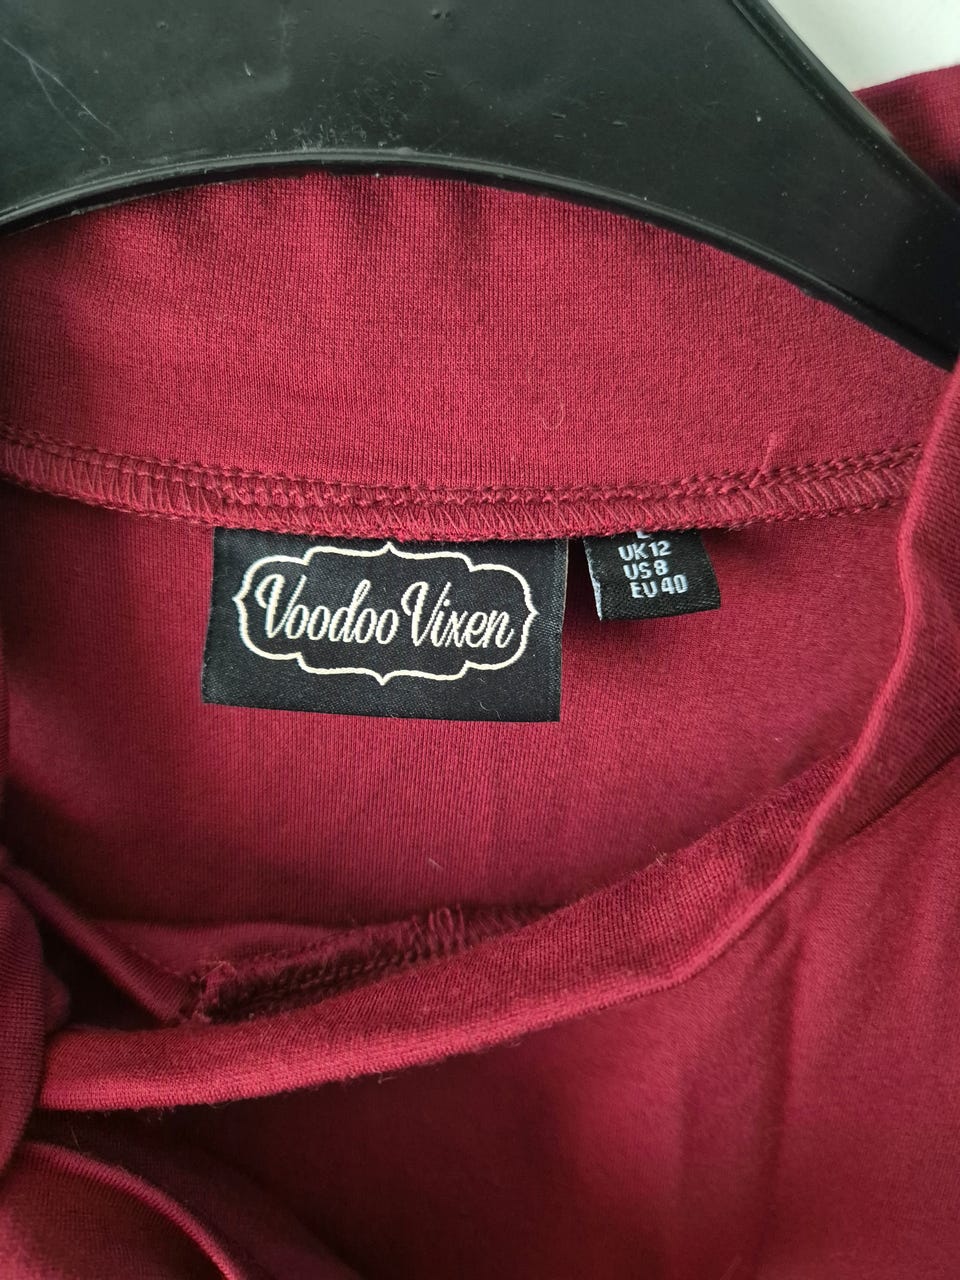 Voodoo Vixen
L
UK 12
US 8
EU 40